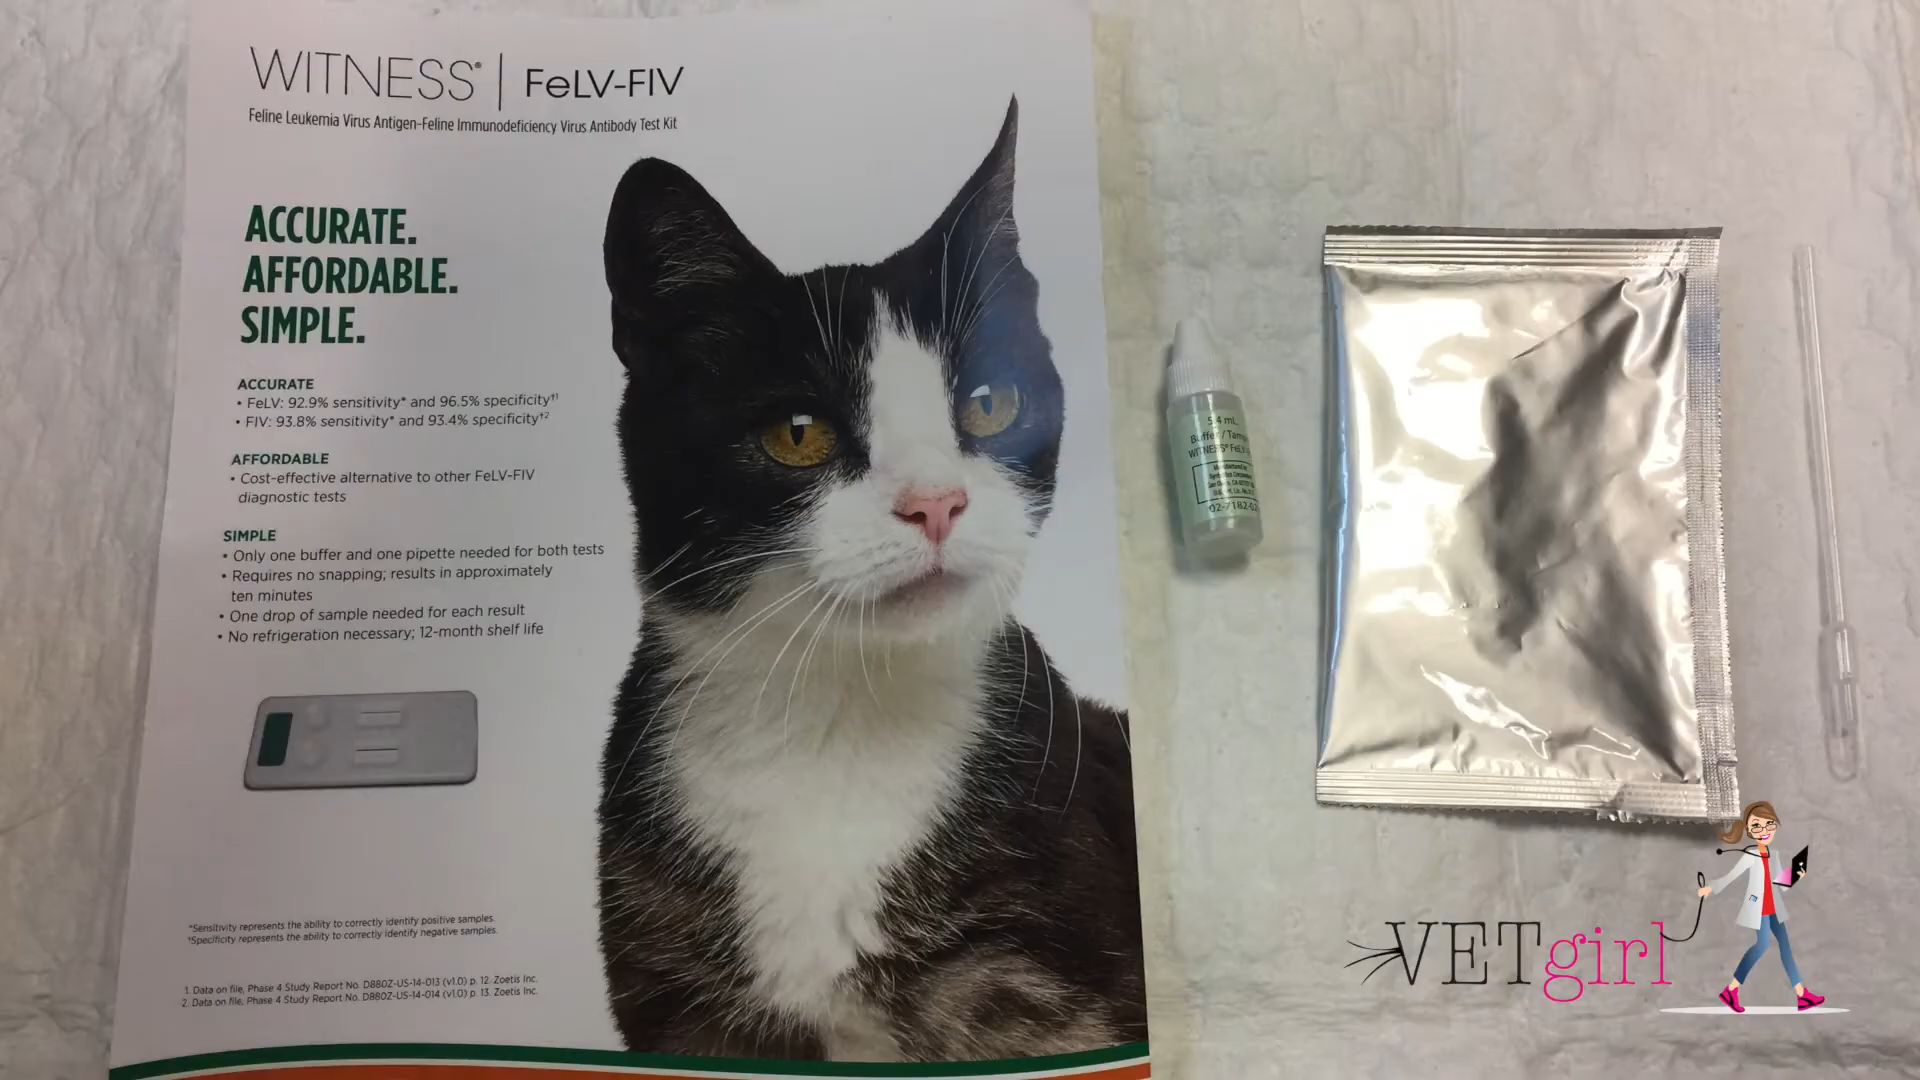 WITNESS® | FeLV-FIV
Feline Leukemia Virus Antigen-Feline Immunodeficiency Virus Antibody Test Kit
ACCURATE.
AFFORDABLE.
SIMPLE.
ACCURATE
• FeLV: 92.9% sensitivity* and 96.5% specificity†1
• FIV: 93.8% sensitivity* and 93.4% specificity†2
AFFORDABLE
• Cost-effective alternative to other FeLV-FIV
diagnostic tests
SIMPLE
• Only one buffer and one pipette needed for both tests
• Requires no snapping; results in approximately
ten minutes
• One drop of sample needed for each result
• No refrigeration necessary; 12-month shelf life
*Sensitivity represents the ability to correctly identify positive samples.
†Specificity represents the ability to correctly identify negative samples.
1. Data on file, Phase 4 Study Report No. D880Z-US-14-013 (v1.0) p. 12. Zoetis Inc.
2. Data on file, Phase 4 Study Report No. D880Z-US-14-014 (v1.0) p. 13. Zoetis Inc.
mL
Buffer /
WITNESS®
VETgirl